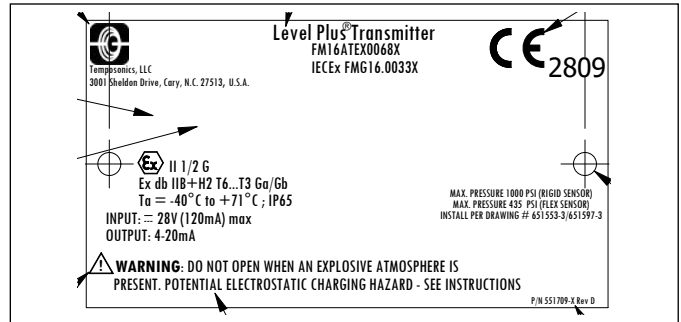 Level Plus® Transmitter
FM16ATEX0068X
IECEx FMG16.0033X
CE 2809
Temposonics, LLC
3001 Sheldon Drive, Cary, N.C. 27513, U.S.A.
Ex II 1/2 G
Ex db IIB+H2 T6...T3 Ga/Gb
Ta = -40°C to +71°C ; IP65
INPUT: ⎓ 28V (120mA) max
OUTPUT: 4-20mA
MAX. PRESSURE 1000 PSI (RIGID SENSOR)
MAX. PRESSURE 435 PSI (FLEX SENSOR)
INSTALL PER DRAWING # 651553-3/651597-3
WARNING: DO NOT OPEN WHEN AN EXPLOSIVE ATMOSPHERE IS
PRESENT. POTENTIAL ELECTROSTATIC CHARGING HAZARD - SEE INSTRUCTIONS
P/N 551709-X Rev D